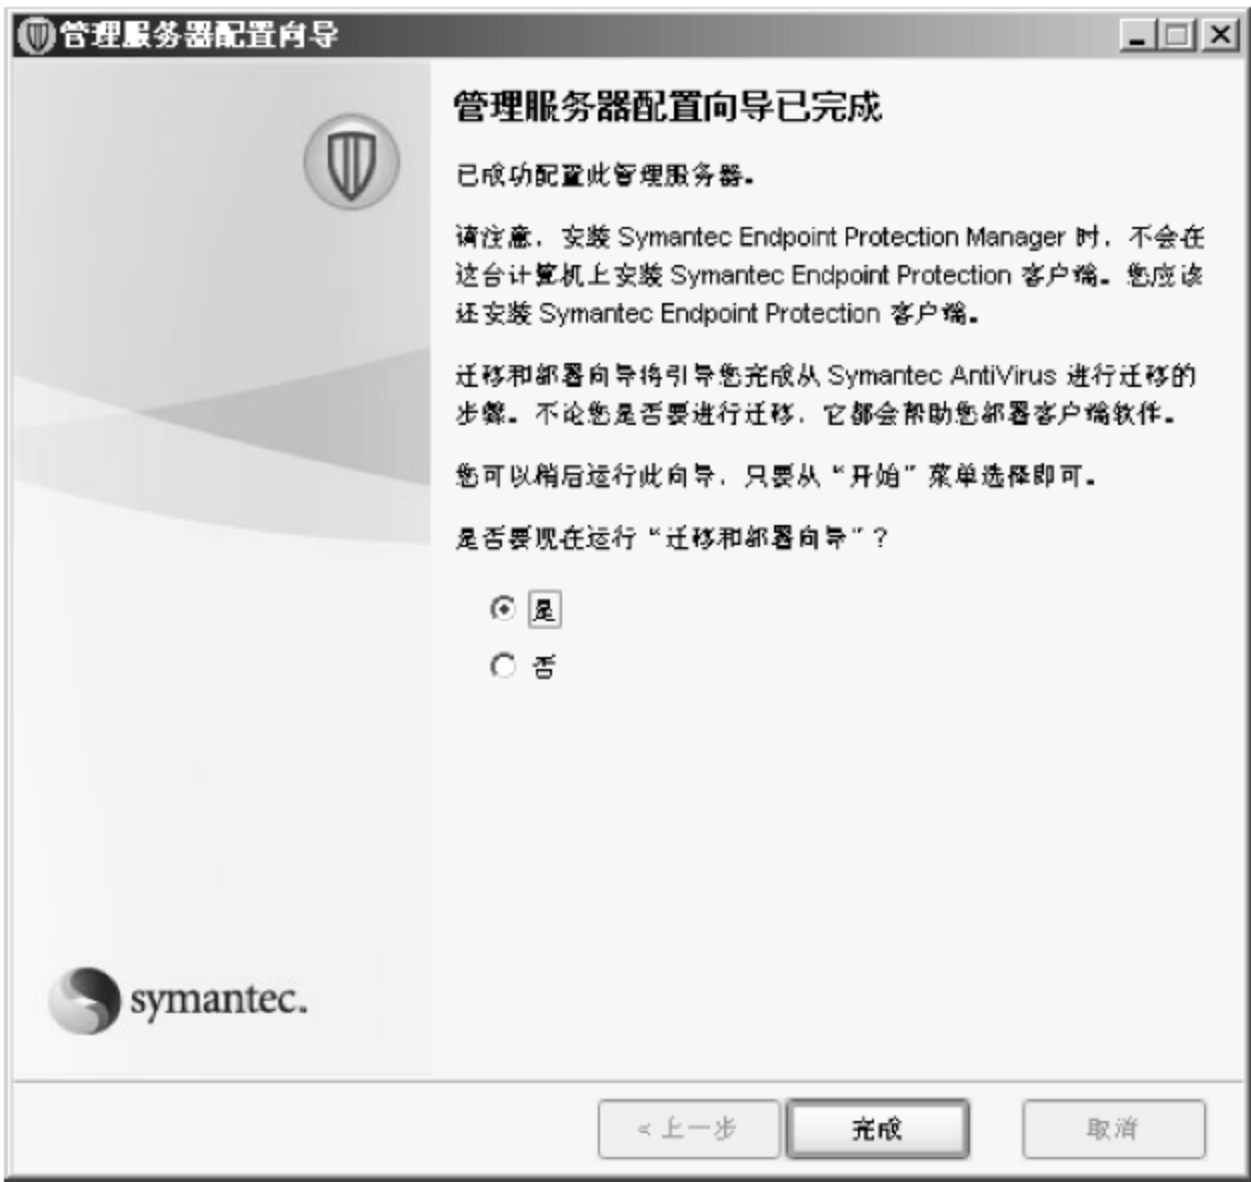 管理服务器配置向导
管理服务器配置向导已完成
已成功配置此管理服务器。
请注意，安装 Symantec Endpoint Protection Manager 时，不会在
这台计算机上安装 Symantec Endpoint Protection 客户端。您应该
还安装 Symantec Endpoint Protection 客户端。
迁移和部署向导将引导您完成从 Symantec AntiVirus 进行迁移的
步骤。不论您是否要进行迁移，它都会帮助您部署客户端软件。
您可以稍后运行此向导，只要从“开始”菜单选择即可。
是否要现在运行“迁移和部署向导”？
是
否
symantec.
< 上一步
完成
取消